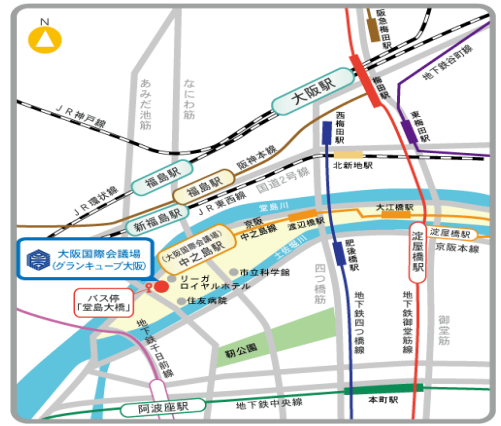 N
阪急梅田駅
地下鉄谷町線
大阪駅
梅田駅
あみだ池筋
なにわ筋
JR神戸線
西梅田駅
東梅田駅
阪神本線
北新地駅
福島駅
JR環状線
福島駅
国道2号線
JR東西線
新福島駅
堂島川
大江橋駅
京阪
中之島線
渡辺橋駅
淀屋橋駅
淀屋橋駅
京阪本線
(大阪国際会議場)
中之島駅
土佐堀川
肥後橋駅
大阪国際会議場
(グランキューブ大阪)
リーガ
ロイヤルホテル
市立科学館
住友病院
四つ橋筋
バス停
「堂島大橋」
地下鉄千日前線
地下鉄四つ橋線
地下鉄御堂筋線
御堂筋
靭公園
本町駅
阿波座駅
地下鉄中央線